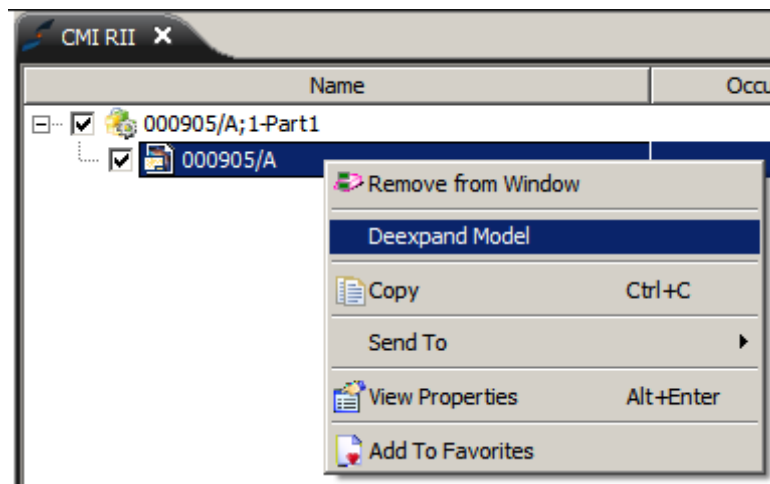 CMI RII
Name Occu
000905/A;1-Part1
000905/A
Remove from Window
Deexpand Model
Copy Ctrl+C
Send To
View Properties Alt+Enter
Add To Favorites